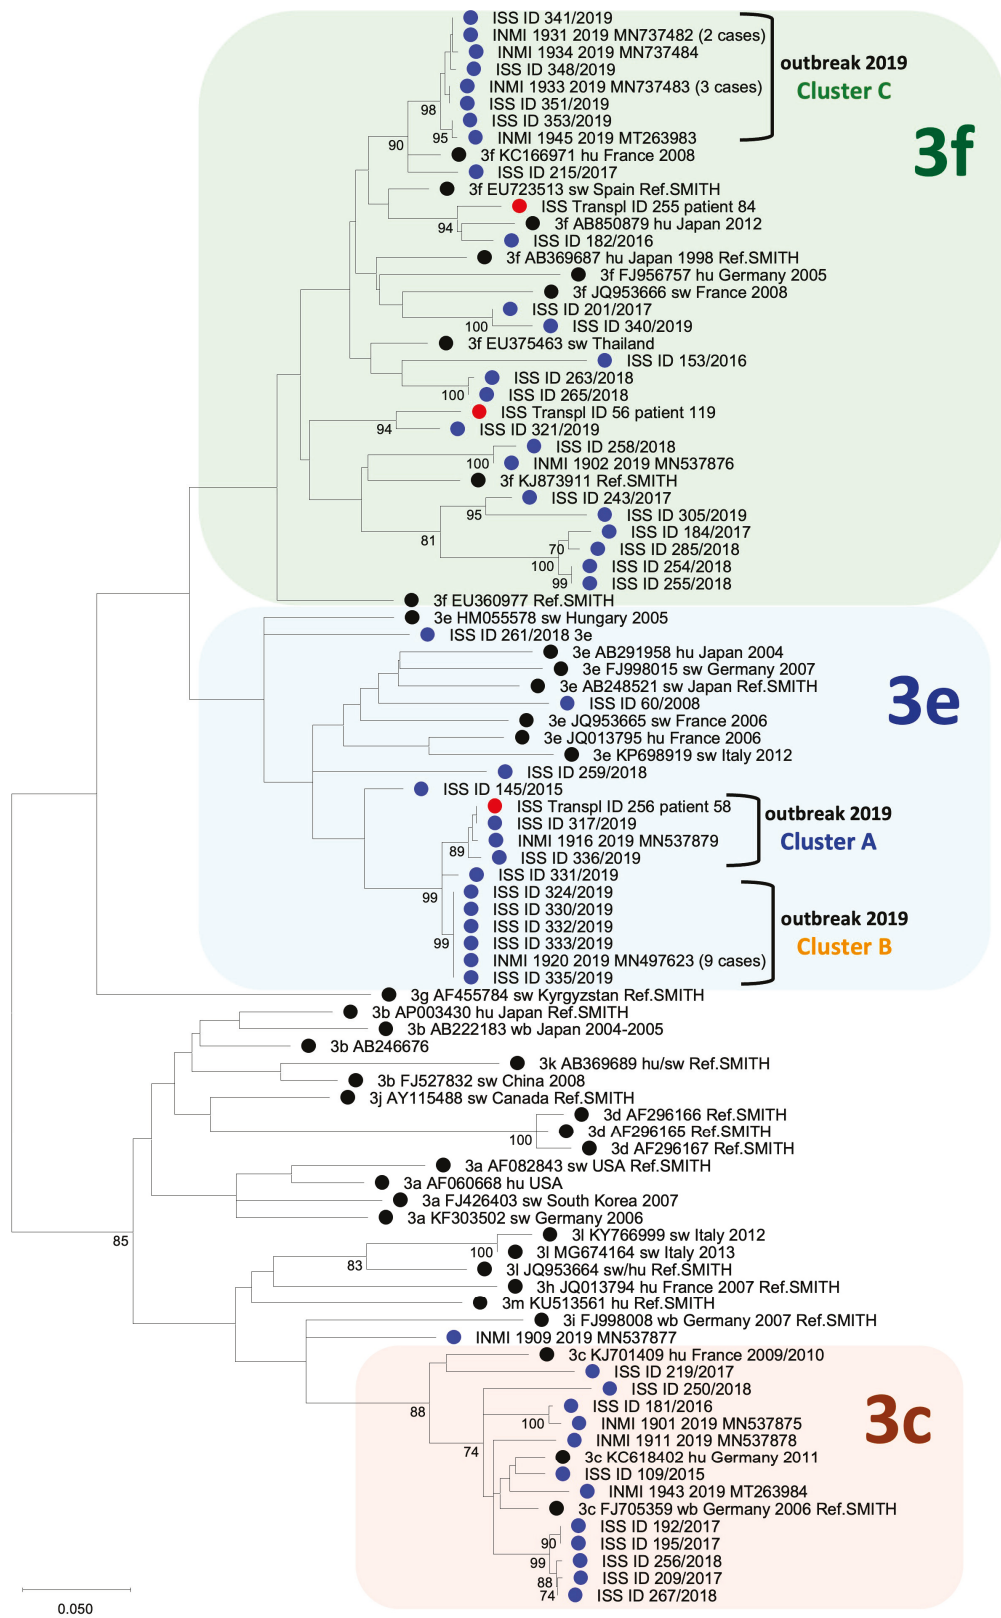 ISS ID 341/2019
INMI 1931 2019 MN737482 (2 cases)
INMI 1934 2019 MN737484
ISS ID 348/2019
INMI 1933 2019 MN737483 (3 cases)
98 ISS ID 351/2019
ISS ID 353/2019
95 INMI 1945 2019 MT263983
outbreak 2019
Cluster C
3f
90 3f KC166971 hu France 2008
ISS ID 215/2017
3f EU723513 sw Spain Ref.SMITH
ISS Transpl ID 255 patient 84
94 3f AB850879 hu Japan 2012
ISS ID 182/2016
3f AB369687 hu Japan 1998 Ref.SMITH
3f FJ956757 hu Germany 2005
3f JQ953666 sw France 2008
ISS ID 201/2017
100 ISS ID 340/2019
3f EU375463 sw Thailand
ISS ID 153/2016
ISS ID 263/2018
100 ISS ID 265/2018
ISS Transpl ID 56 patient 119
94 ISS ID 321/2019
ISS ID 258/2018
100 INMI 1902 2019 MN537876
3f KJ873911 Ref.SMITH
ISS ID 243/2017
95 ISS ID 305/2019
81 ISS ID 184/2017
70 ISS ID 285/2018
100 ISS ID 254/2018
99 ISS ID 255/2018
3f EU360977 Ref.SMITH
3e HM055578 sw Hungary 2005
ISS ID 261/2018 3e
3e AB291958 hu Japan 2004
3e FJ998015 sw Germany 2007
3e AB248521 sw Japan Ref.SMITH
3e
ISS ID 60/2008
3e JQ953665 sw France 2006
3e JQ013795 hu France 2006
3e KP698919 sw Italy 2012
ISS ID 259/2018
ISS ID 145/2015
ISS Transpl ID 256 patient 58
ISS ID 317/2019
INMI 1916 2019 MN537879
89 ISS ID 336/2019
outbreak 2019
Cluster A
ISS ID 331/2019
99 ISS ID 324/2019
ISS ID 330/2019
ISS ID 332/2019
99 ISS ID 333/2019
INMI 1920 2019 MN497623 (9 cases)
ISS ID 335/2019
outbreak 2019
Cluster B
3g AF455784 sw Kyrgyzstan Ref.SMITH
3b AP003430 hu Japan Ref.SMITH
3b AB222183 wb Japan 2004-2005
3b AB246676
3k AB369689 hu/sw Ref.SMITH
3b FJ527832 sw China 2008
3j AY115488 sw Canada Ref.SMITH
3d AF296166 Ref.SMITH
100 3d AF296165 Ref.SMITH
3d AF296167 Ref.SMITH
3a AF082843 sw USA Ref.SMITH
3a AF060668 hu USA
3a FJ426403 sw South Korea 2007
3a KF303502 sw Germany 2006
85
3l KY766999 sw Italy 2012
100 3l MG674164 sw Italy 2013
83 3l JQ953664 sw/hu Ref.SMITH
3h JQ013794 hu France 2007 Ref.SMITH
3m KU513561 hu Ref.SMITH
3i FJ998008 wb Germany 2007 Ref.SMITH
INMI 1909 2019 MN537877
3c KJ701409 hu France 2009/2010
ISS ID 219/2017
ISS ID 250/2018
88 ISS ID 181/2016
100 INMI 1901 2019 MN537875
3c
74 INMI 1911 2019 MN537878
3c KC618402 hu Germany 2011
ISS ID 109/2015
INMI 1943 2019 MT263984
3c FJ705359 wb Germany 2006 Ref.SMITH
ISS ID 192/2017
90 ISS ID 195/2017
99 ISS ID 256/2018
88 ISS ID 209/2017
74 ISS ID 267/2018
0.050